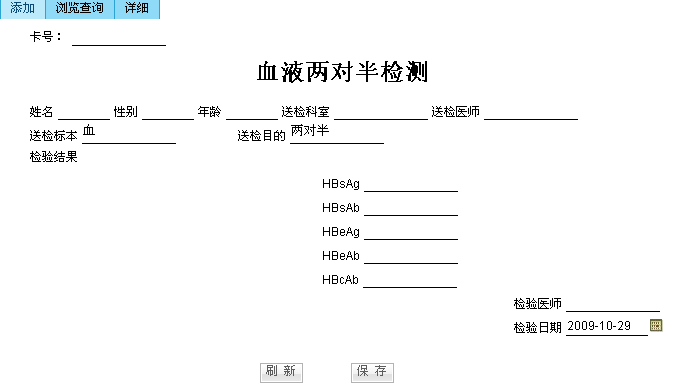 添加 浏览查询 详细
卡号：
血液两对半检测
姓名 性别 年龄 送检科室 送检医师
送检标本 血 送检目的 两对半
检验结果
HBsAg
HBsAb
HBeAg
HBeAb
HBcAb
检验医师
检验日期 2009-10-29
刷 新 保 存